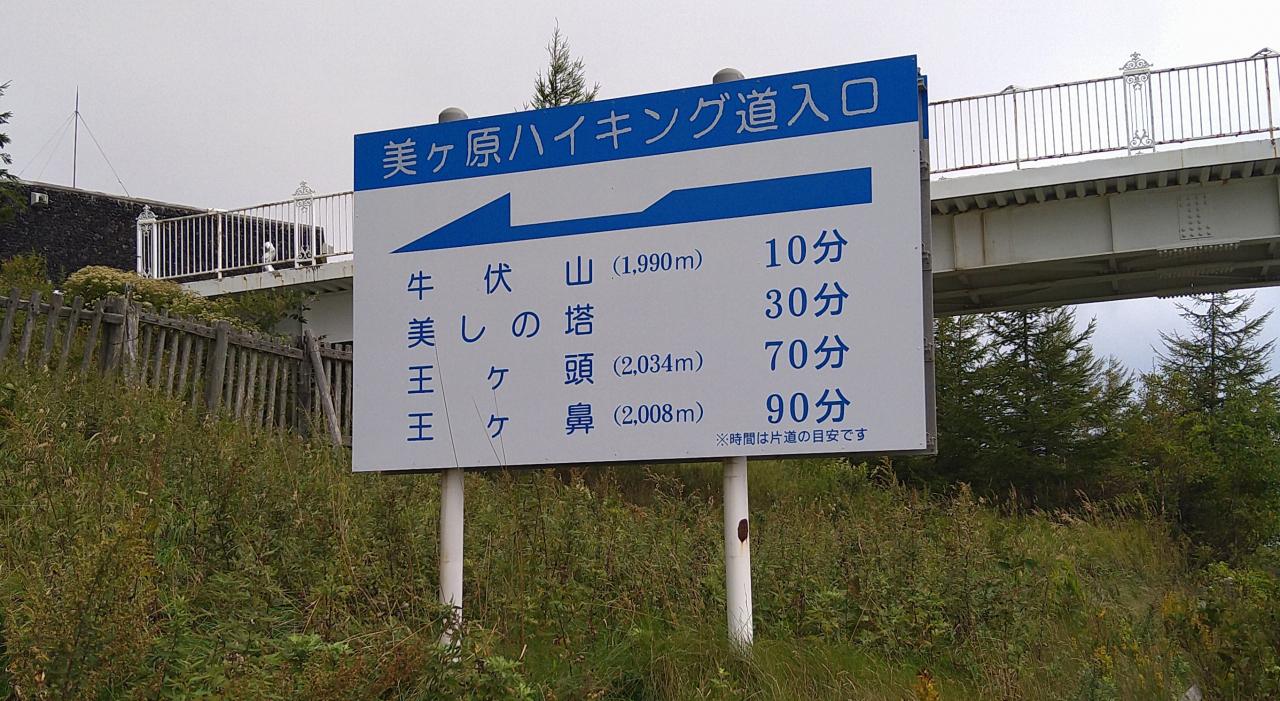 美ヶ原ハイキング道入口
牛伏山(1,990m) 10分
美しの塔 30分
王ヶ頭(2,034m) 70分
王ヶ鼻(2,008m) 90分
※時間は片道の目安です